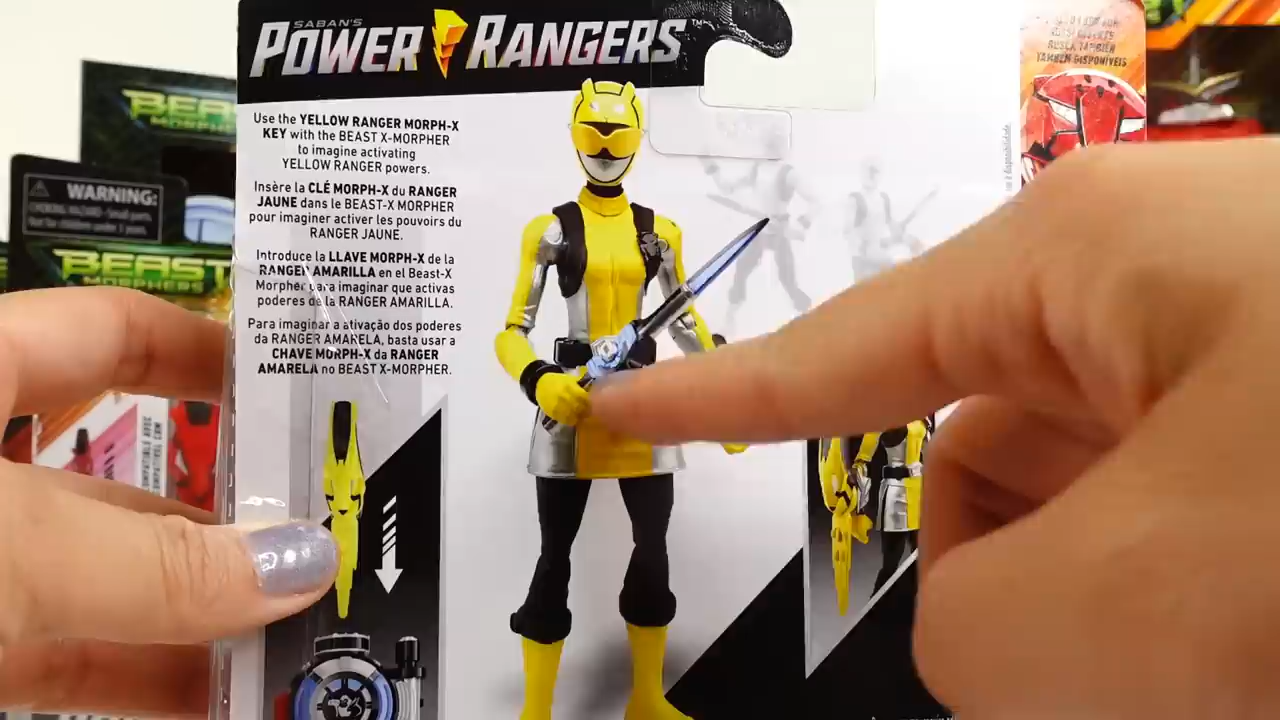 SABAN'S
POWER RANGERS™
Use the YELLOW RANGER MORPH-X
KEY with the BEAST X-MORPHER
to imagine activating
YELLOW RANGER powers.
Insère la CLÉ MORPH-X du RANGER
JAUNE dans le BEAST-X MORPHER
pour imaginer activer les pouvoirs du
RANGER JAUNE.
Introduce la LLAVE MORPH-X de la
RANGER AMARILLA en el Beast-X
Morpher para imaginar que activas
poderes de la RANGER AMARILLA.
Para imaginar a ativação dos poderes
da RANGER AMARELA, basta usar a
CHAVE MORPH-X da RANGER
AMARELA no BEAST X-MORPHER.
WARNING:
BEAST
MORPHERS
TAMBÉM DISPONÍVEIS